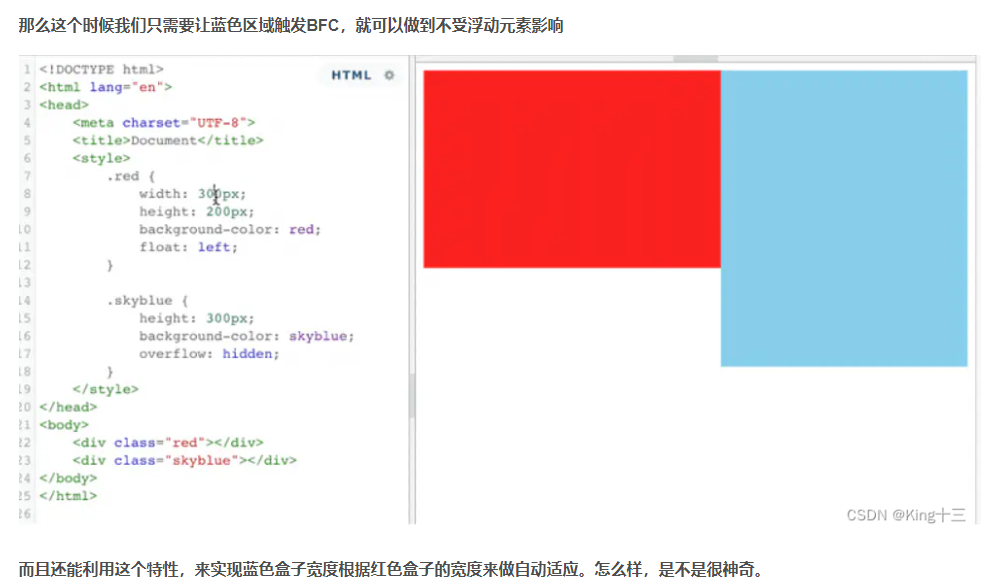 那么这个时候我们只需要让蓝色区域触发BFC，就可以做到不受浮动元素影响
HTML
1 <!DOCTYPE html>
2 <html lang="en">
3 <head>
4 <meta charset="UTF-8">
5 <title>Document</title>
6 <style>
7 .red {
8 width: 300px;
9 height: 200px;
10 background-color: red;
11 float: left;
12 }
13
14 .skyblue {
15 height: 300px;
16 background-color: skyblue;
17 overflow: hidden;
18 }
19 </style>
20 </head>
21 <body>
22 <div class="red"></div>
23 <div class="skyblue"></div>
24 </body>
25 </html>
26
CSDN @King十三
而且还能利用这个特性，来实现蓝色盒子宽度根据红色盒子的宽度来做自动适应。怎么样，是不是很神奇。